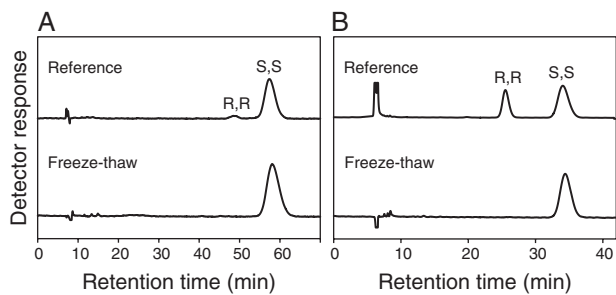 A
B
Detector response
Reference
R,R
S,S
Freeze-thaw
0 10 20 30 40 50 60
Retention time (min)
Reference
R,R
S,S
Freeze-thaw
0 10 20 30 40
Retention time (min)